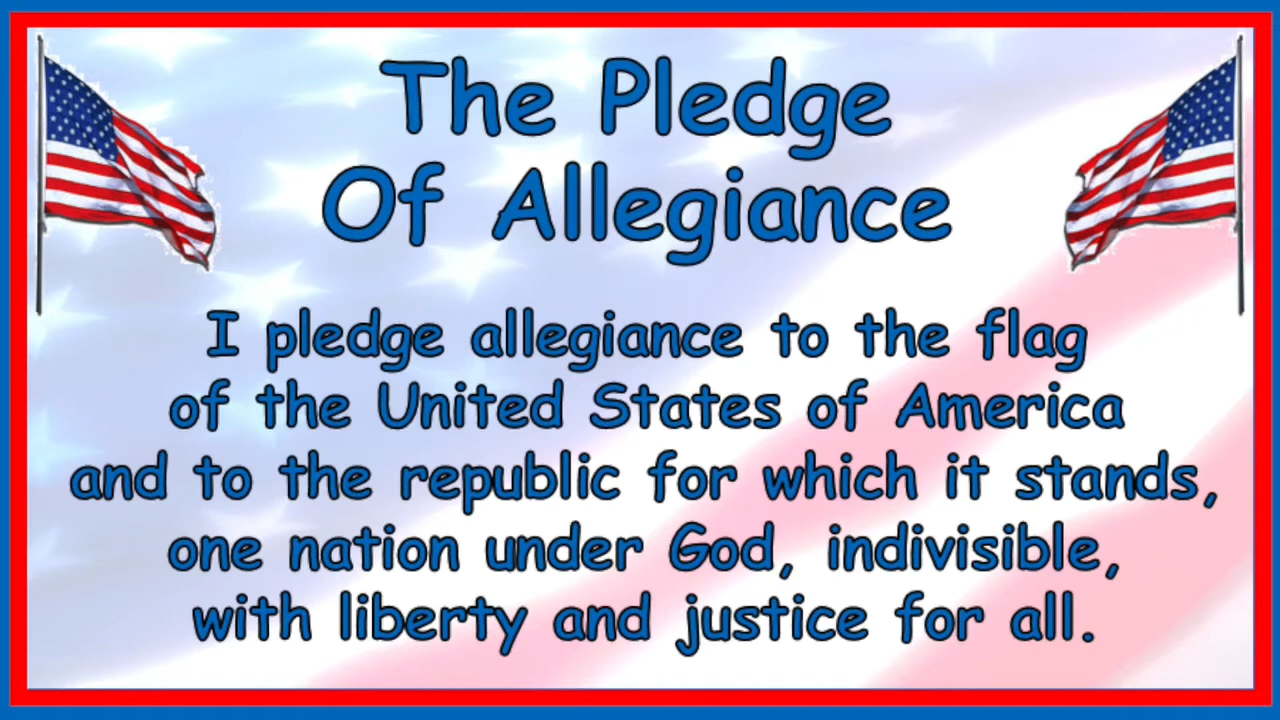 The Pledge
Of Allegiance
I pledge allegiance to the flag
of the United States of America
and to the republic for which it stands,
one nation under God, indivisible,
with liberty and justice for all.